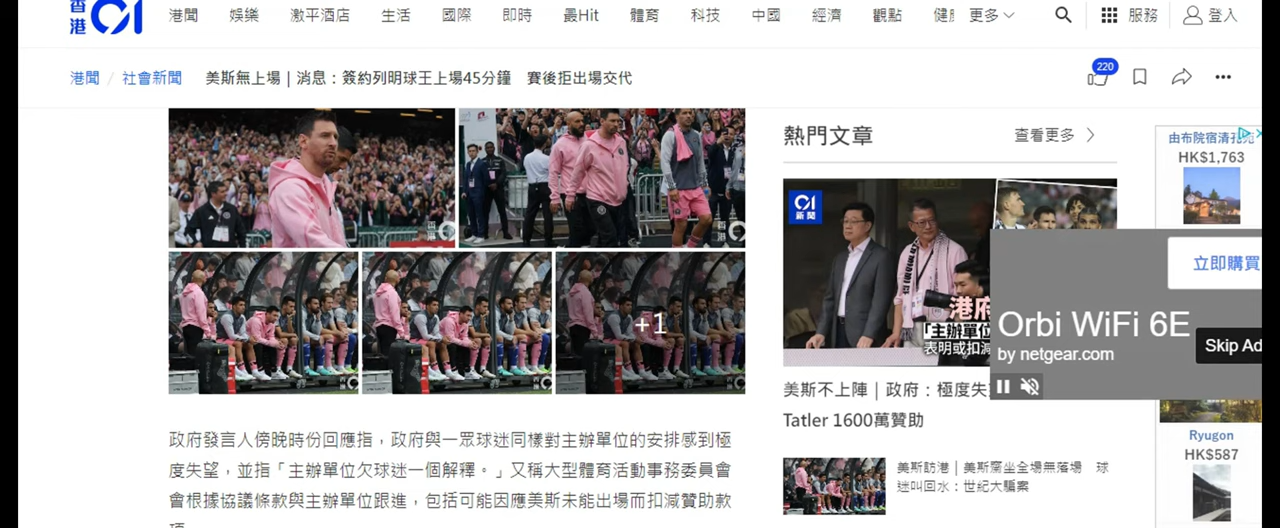 香港01
港聞 娛樂 激平酒店 生活 國際 即時 最Hit 體育 科技 中國 經濟 觀點 更多 服務 登入
港聞 / 社會新聞 美斯無上場｜消息：簽約列明球王上場45分鐘 賽後拒出場交代
220
+1
政府發言人傍晚時份回應指，政府與一眾球迷同樣對主辦單位的安排感到極
度失望，並指「主辦單位欠球迷一個解釋。」又稱大型體育活動事務委員會
會根據協議條款與主辦單位跟進，包括可能因應美斯未能出場而扣減贊助款
熱門文章 查看更多
01
新聞
港府
「主辦單位
表明或扣減
美斯不上陣｜政府：極度失
Tatler 1600萬贊助
美斯訪港｜美斯齋坐全場無落場 球
迷叫回水：世紀大騙案
由布院宿清孔苑
HK$1,763
立即購買
Orbi WiFi 6E
by netgear.com
Skip Ad
Ryugon
HK$587